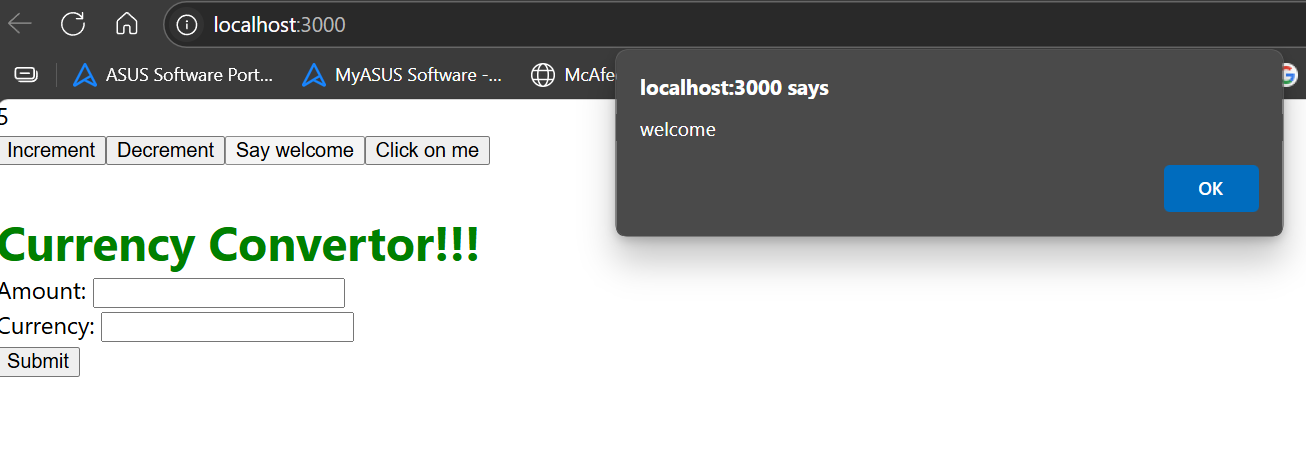 localhost:3000
ASUS Software Port...
MyASUS Software -...
McAfe
localhost:3000 says
welcome
OK
5
Increment Decrement Say welcome Click on me
Currency Convertor!!!
Amount:
Currency:
Submit